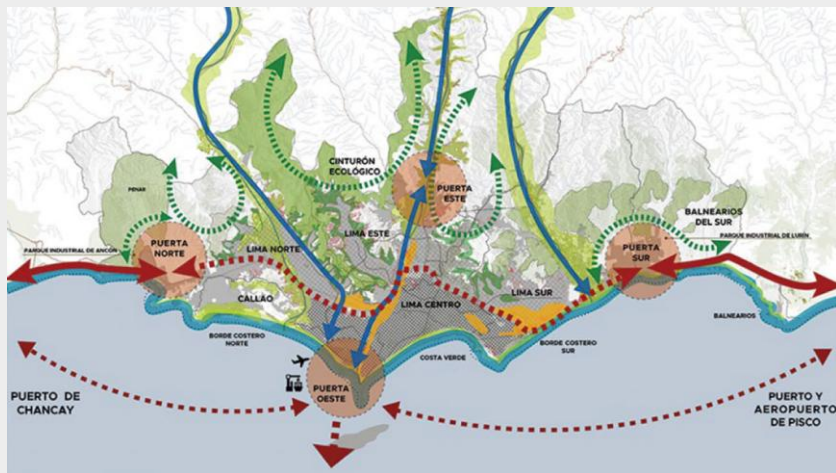 CINTURÓN
ECOLÓGICO
PENAR
PUERTA
ESTE
BALNEARIOS
DEL SUR
PARQUE INDUSTRIAL DE ANCÓN
PUERTA
NORTE
LIMA NORTE
LIMA ESTE
PUERTA
SUR
PARQUE INDUSTRIAL DE LURÍN
CALLAO
LIMA CENTRO
LIMA SUR
BORDE COSTERO
NORTE
COSTA VERDE
BORDE COSTERO
SUR
BALNEARIOS
PUERTA
OESTE
PUERTO DE
CHANCAY
PUERTO Y
AEROPUERTO
DE PISCO